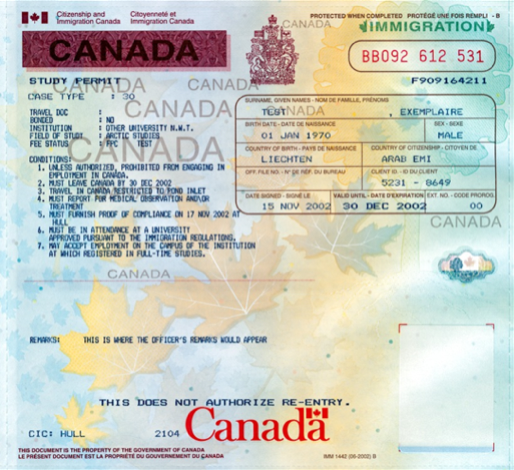 Citizenship and Immigration Canada
Citoyenneté et Immigration Canada
PROTECTED WHEN COMPLETED PROTÉGÉ UNE FOIS REMPLI - B
CANADA
CANADA
IMMIGRATION
BB092 612 531
STUDY PERMIT
F909164211
CANADA
CASE TYPE : 30
CANADA
CANADA
TRAVEL DOC :
BONDED : NO
INSTITUTION : OTHER UNIVERSITY N.W.T.
FIELD OF STUDY : ARCTIC STUDIES
FEE STATUS : FPC TEST
CANADA
SURNAME, GIVEN NAMES - NOM DE FAMILLE, PRÉNOMS
TEST , EXEMPLAIRE
BIRTH DATE - DATE DE NAISSANCE
SEX - SEXE
01 JAN 1970
MALE
COUNTRY OF BIRTH - PAYS DE NAISSANCE
COUNTRY OF CITIZENSHIP - CITOYEN DE
LIECHTEN
ARAB EMI
OFF. FILE NO. - Nº DE RÉF. DU BUREAU
CLIENT ID - ID DU CLIENT
5231 - 8649
DATE SIGNED - SIGNÉ LE
VALID UNTIL - DATE D'EXPIRATION
EXT. NO. - CODE PROROG.
15 NOV 2002
30 DEC 2002
00
CONDITIONS:
1. UNLESS AUTHORIZED, PROHIBITED FROM ENGAGING IN
EMPLOYMENT IN CANADA.
2. MUST LEAVE CANADA BY 30 DEC 2002
3. TRAVEL IN CANADA RESTRICTED TO POND INLET
4. MUST REPORT FOR MEDICAL OBSERVATION AND/OR
TREATMENT
5. MUST FURNISH PROOF OF COMPLIANCE ON 17 NOV 2002 AT
HULL
6. MUST BE IN ATTENDANCE AT A UNIVERSITY
APPROVED PURSUANT TO THE IMMIGRATION REGULATIONS.
7. MAY ACCEPT EMPLOYMENT ON THE CAMPUS OF THE INSTITUTION
AT WHICH REGISTERED IN FULL-TIME STUDIES.
CANADA
CANADA
CANADA
REMARKS: THIS IS WHERE THE OFFICER'S REMARKS WOULD APPEAR
THIS DOES NOT AUTHORIZE RE-ENTRY.
Canada
CIC: HULL 2104
THIS DOCUMENT IS THE PROPERTY OF THE GOVERNMENT OF CANADA
LE PRÉSENT DOCUMENT EST LA PROPRIÉTÉ DU GOUVERNEMENT DU CANADA
IMM 1442 (06-2002) B